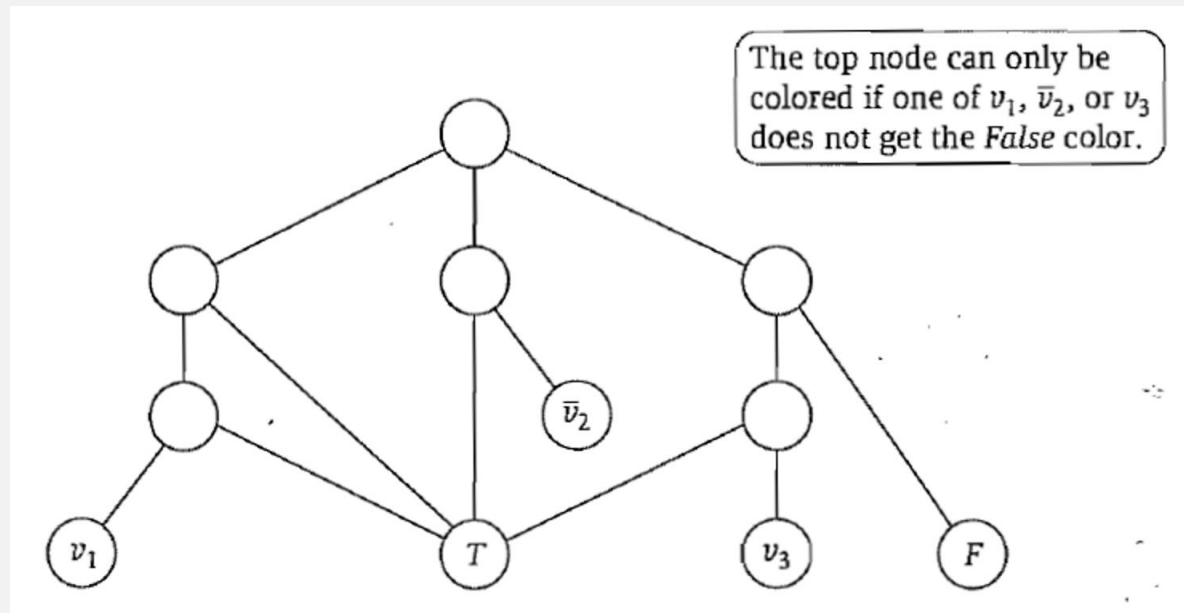 The top node can only be
colored if one of v₁, v̄₂, or v₃
does not get the False color.
v̄₂
v₁
T
v₃
F